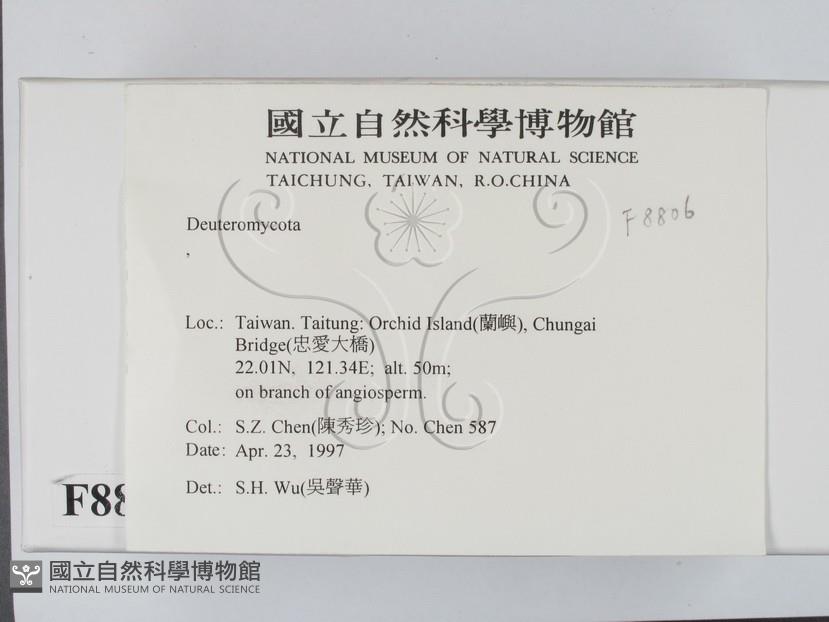 國立自然科學博物館
NATIONAL MUSEUM OF NATURAL SCIENCE
TAICHUNG, TAIWAN, R.O.CHINA
F8806
Deuteromycota
,
Loc.: Taiwan. Taitung: Orchid Island(蘭嶼), Chungai
Bridge(忠愛大橋)
22.01N, 121.34E; alt. 50m;
on branch of angiosperm.
Col.: S.Z. Chen(陳秀珍); No. Chen 587
Date: Apr. 23, 1997
Det.: S.H. Wu(吳聲華)
F88
國立自然科學博物館
NATIONAL MUSEUM OF NATURAL SCIENCE